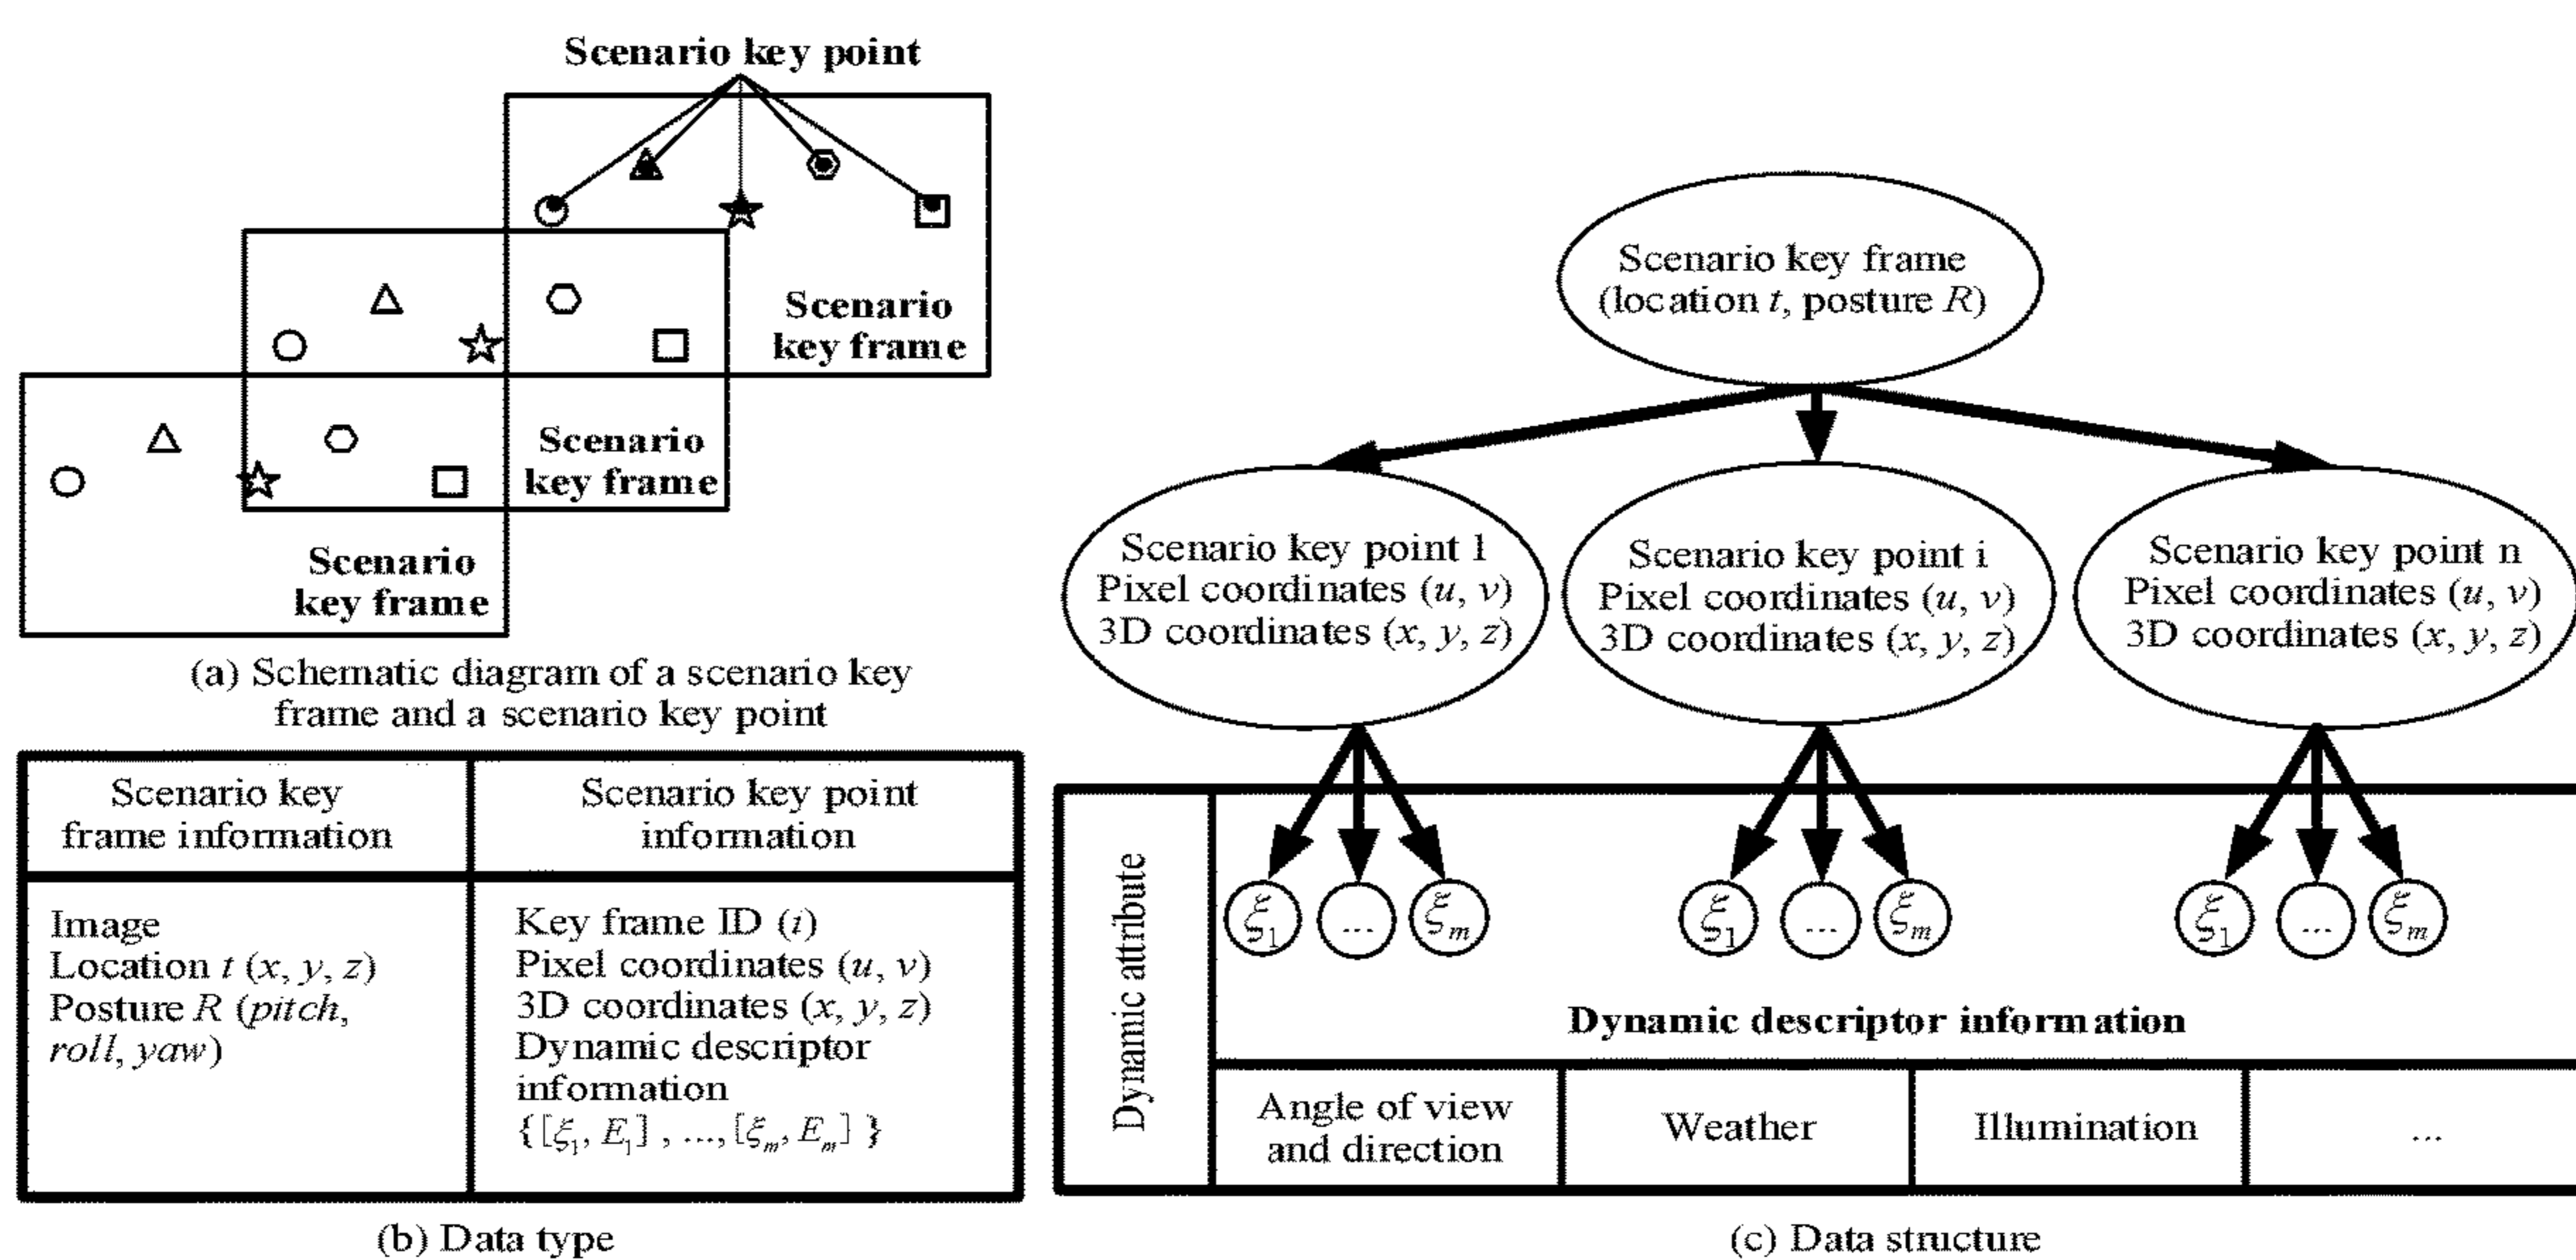 Scenario key point
Scenario
key frame
Scenario
key frame
Scenario
key frame
(a) Schematic diagram of a scenario key
frame and a scenario key point
Scenario key
frame information
Scenario key point
information
Image
Location t (x, y, z)
Posture R (pitch,
roll, yaw)
Key frame ID (i)
Pixel coordinates (u, v)
3D coordinates (x, y, z)
Dynamic descriptor
information
{[ξ₁, E₁] , ..., [ξₘ, Eₘ] }
(b) Data type
Scenario key frame
(location t, posture R)
Scenario key point 1
Pixel coordinates (u, v)
3D coordinates (x, y, z)
Scenario key point i
Pixel coordinates (u, v)
3D coordinates (x, y, z)
Scenario key point n
Pixel coordinates (u, v)
3D coordinates (x, y, z)
Dynamic attribute
ξ₁ ... ξₘ
ξ₁ ... ξₘ
ξ₁ ... ξₘ
Dynamic descriptor information
Angle of view
and direction
Weather
Illumination
...
(c) Data structure